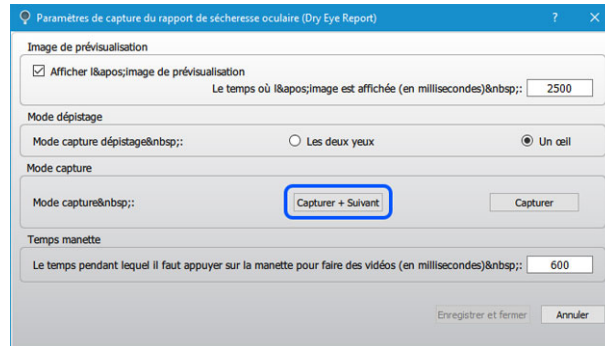 Paramètres de capture du rapport de sécheresse oculaire (Dry Eye Report) ? ×
Image de prévisualisation
Afficher l&apos;image de prévisualisation
Le temps où l&apos;image est affichée (en millisecondes)&nbsp;: 2500
Mode dépistage
Mode capture dépistage&nbsp;: Les deux yeux Un œil
Mode capture
Mode capture&nbsp;: Capturer + Suivant Capturer
Temps manette
Le temps pendant lequel il faut appuyer sur la manette pour faire des vidéos (en millisecondes)&nbsp;: 600
Enregistrer et fermer Annuler